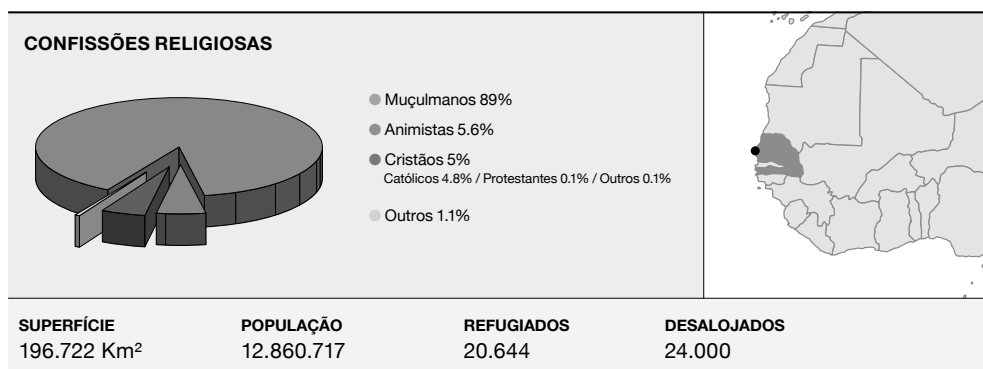 CONFISSÕES RELIGIOSAS
Muçulmanos 89%
Animistas 5.6%
Cristãos 5%
Católicos 4.8% / Protestantes 0.1% / Outros 0.1%
Outros 1.1%
SUPERFÍCIE
196.722 Km²
POPULAÇÃO
12.860.717
REFUGIADOS
20.644
DESALOJADOS
24.000